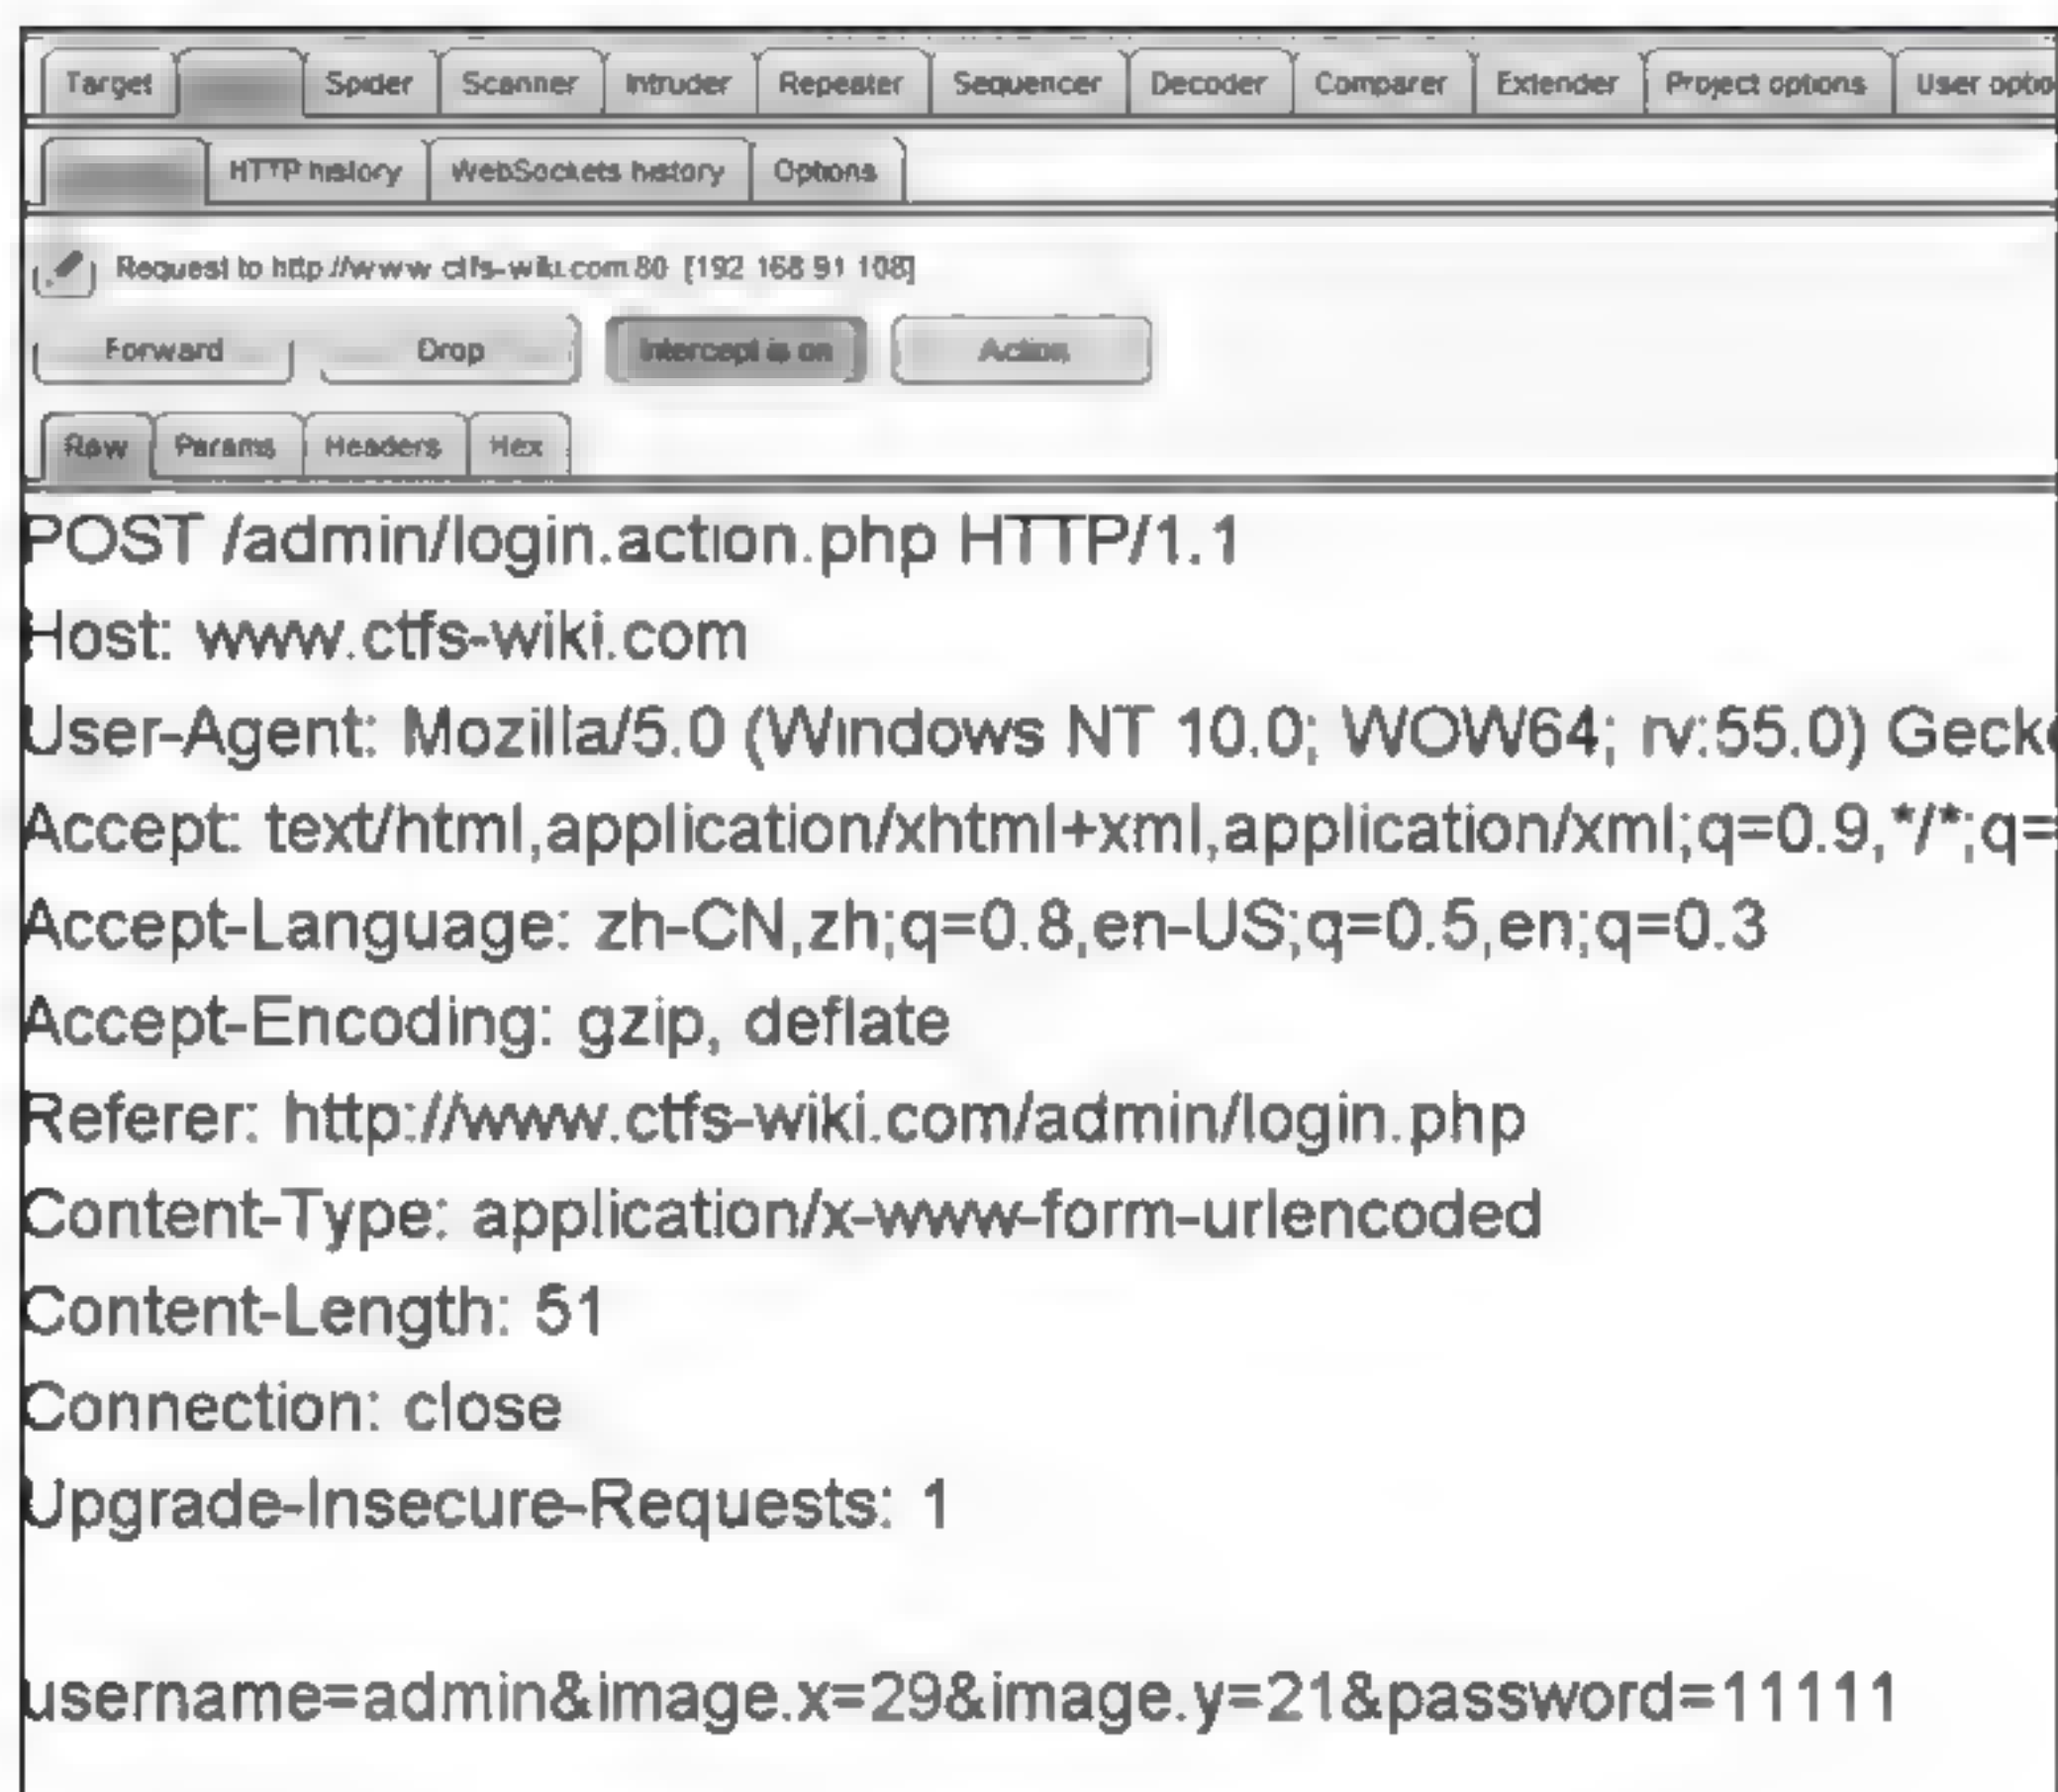 Target Spider Scanner Intruder Repeater Sequencer Decoder Comparer Extender Project options User optio
HTTP history WebSockets history Options
Request to http://www.ctfs-wiki.com:80 [192.168.91.108]
Forward Drop Intercept is on Action
Raw Params Headers Hex
POST /admin/login.action.php HTTP/1.1
Host: www.ctfs-wiki.com
User-Agent: Mozilla/5.0 (Windows NT 10.0; WOW64; rv:55.0) Gecko
Accept: text/html,application/xhtml+xml,application/xml;q=0.9,*/*;q=
Accept-Language: zh-CN,zh;q=0.8,en-US;q=0.5,en;q=0.3
Accept-Encoding: gzip, deflate
Referer: http://www.ctfs-wiki.com/admin/login.php
Content-Type: application/x-www-form-urlencoded
Content-Length: 51
Connection: close
Upgrade-Insecure-Requests: 1
username=admin&image.x=29&image.y=21&password=11111